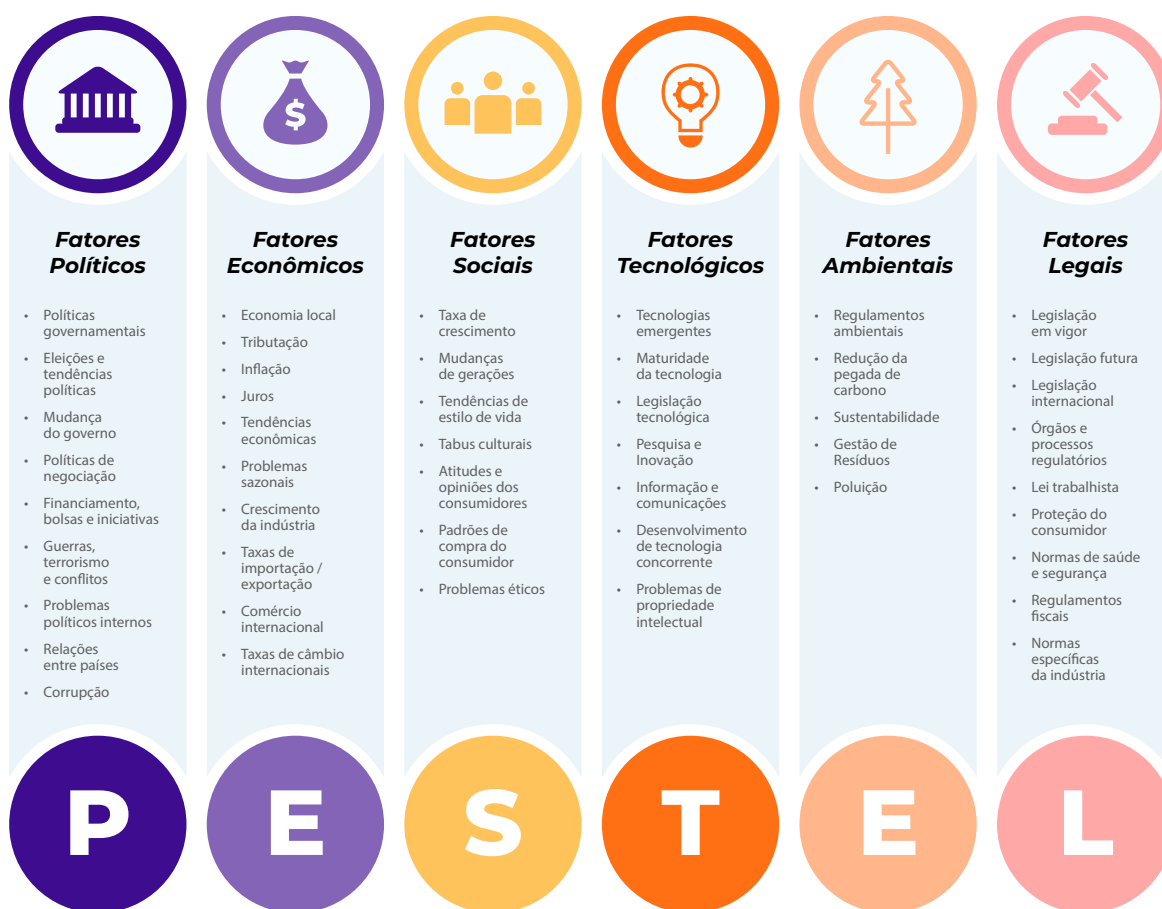 $
Fatores
Políticos
• Políticas
governamentais
• Eleições e
tendências
políticas
• Mudança
do governo
• Políticas de
negociação
• Financiamento,
bolsas e iniciativas
• Guerras,
terrorismo
e conflitos
• Problemas
políticos internos
• Relações
entre países
• Corrupção
P
Fatores
Econômicos
• Economia local
• Tributação
• Inflação
• Juros
• Tendências
econômicas
• Problemas
sazonais
• Crescimento
da indústria
• Taxas de
importação /
exportação
• Comércio
internacional
• Taxas de câmbio
internacionais
E
Fatores
Sociais
• Taxa de
crescimento
• Mudanças
de gerações
• Tendências de
estilo de vida
• Tabus culturais
• Atitudes e
opiniões dos
consumidores
• Padrões de
compra do
consumidor
• Problemas éticos
S
Fatores
Tecnológicos
• Tecnologias
emergentes
• Maturidade
da tecnologia
• Legislação
tecnológica
• Pesquisa e
Inovação
• Informação e
comunicações
• Desenvolvimento
de tecnologia
concorrente
• Problemas de
propriedade
intelectual
T
Fatores
Ambientais
• Regulamentos
ambientais
• Redução da
pegada de
carbono
• Sustentabilidade
• Gestão de
Resíduos
• Poluição
E
Fatores
Legais
• Legislação
em vigor
• Legislação futura
• Legislação
internacional
• Órgãos e
processos
regulatórios
• Lei trabalhista
• Proteção do
consumidor
• Normas de saúde
e segurança
• Regulamentos
fiscais
• Normas
específicas
da indústria
L